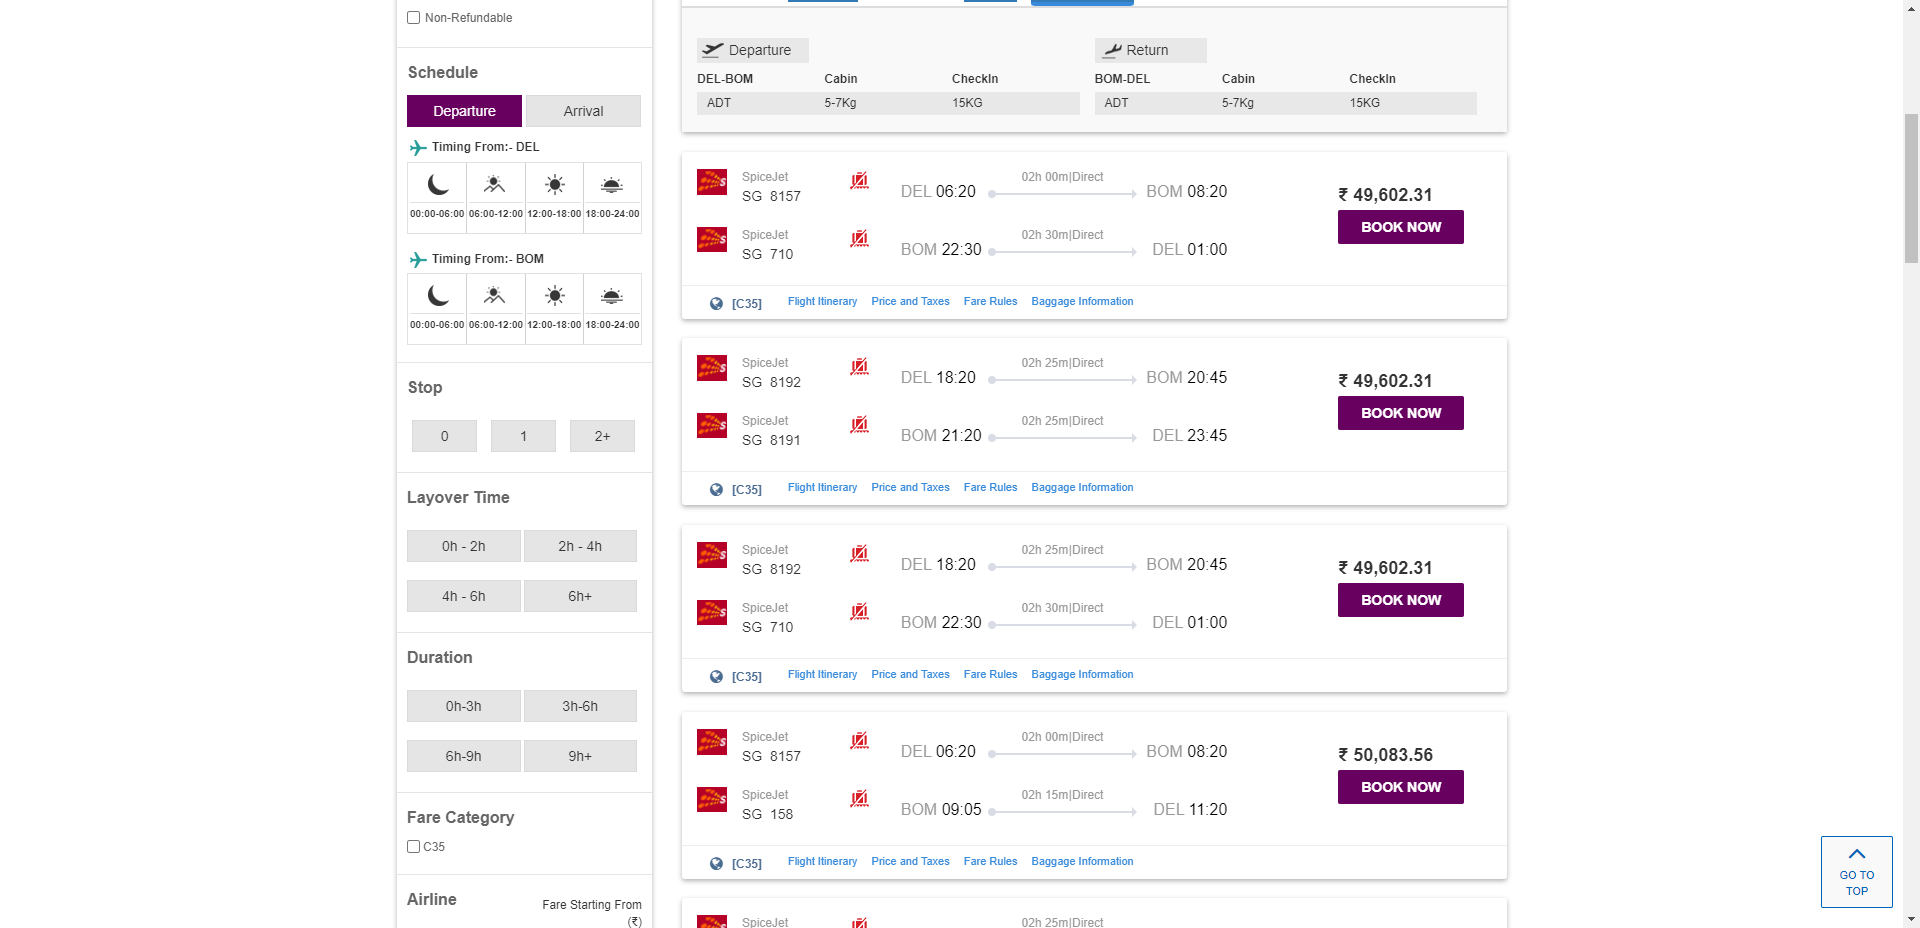 Non-Refundable
Schedule
Departure Arrival
Timing From:- DEL
00:00-06:00 06:00-12:00 12:00-18:00 18:00-24:00
Timing From:- BOM
00:00-06:00 06:00-12:00 12:00-18:00 18:00-24:00
Stop
0 1 2+
Layover Time
0h - 2h 2h - 4h
4h - 6h 6h+
Duration
0h-3h 3h-6h
6h-9h 9h+
Fare Category
C35
Airline Fare Starting From
(₹)
Departure Return
DEL-BOM Cabin CheckIn BOM-DEL Cabin CheckIn
ADT 5-7Kg 15KG ADT 5-7Kg 15KG
SpiceJet 02h 00m|Direct
SG 8157 DEL 06:20 BOM 08:20 ₹ 49,602.31
BOOK NOW
SpiceJet 02h 30m|Direct
SG 710 BOM 22:30 DEL 01:00
[C35] Flight Itinerary Price and Taxes Fare Rules Baggage Information
SpiceJet 02h 25m|Direct
SG 8192 DEL 18:20 BOM 20:45 ₹ 49,602.31
BOOK NOW
SpiceJet 02h 25m|Direct
SG 8191 BOM 21:20 DEL 23:45
[C35] Flight Itinerary Price and Taxes Fare Rules Baggage Information
SpiceJet 02h 25m|Direct
SG 8192 DEL 18:20 BOM 20:45 ₹ 49,602.31
BOOK NOW
SpiceJet 02h 30m|Direct
SG 710 BOM 22:30 DEL 01:00
[C35] Flight Itinerary Price and Taxes Fare Rules Baggage Information
SpiceJet 02h 00m|Direct
SG 8157 DEL 06:20 BOM 08:20 ₹ 50,083.56
BOOK NOW
SpiceJet 02h 15m|Direct
SG 158 BOM 09:05 DEL 11:20
[C35] Flight Itinerary Price and Taxes Fare Rules Baggage Information
SpiceJet 02h 25m|Direct
GO TO
TOP